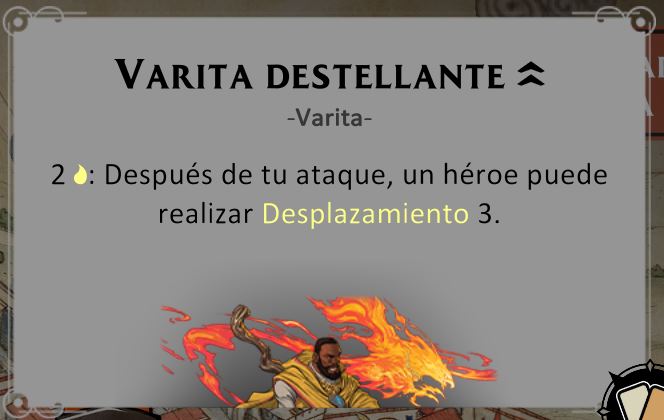 VARITA DESTELLANTE
-Varita-
2 : Después de tu ataque, un héroe puede
realizar Desplazamiento 3.